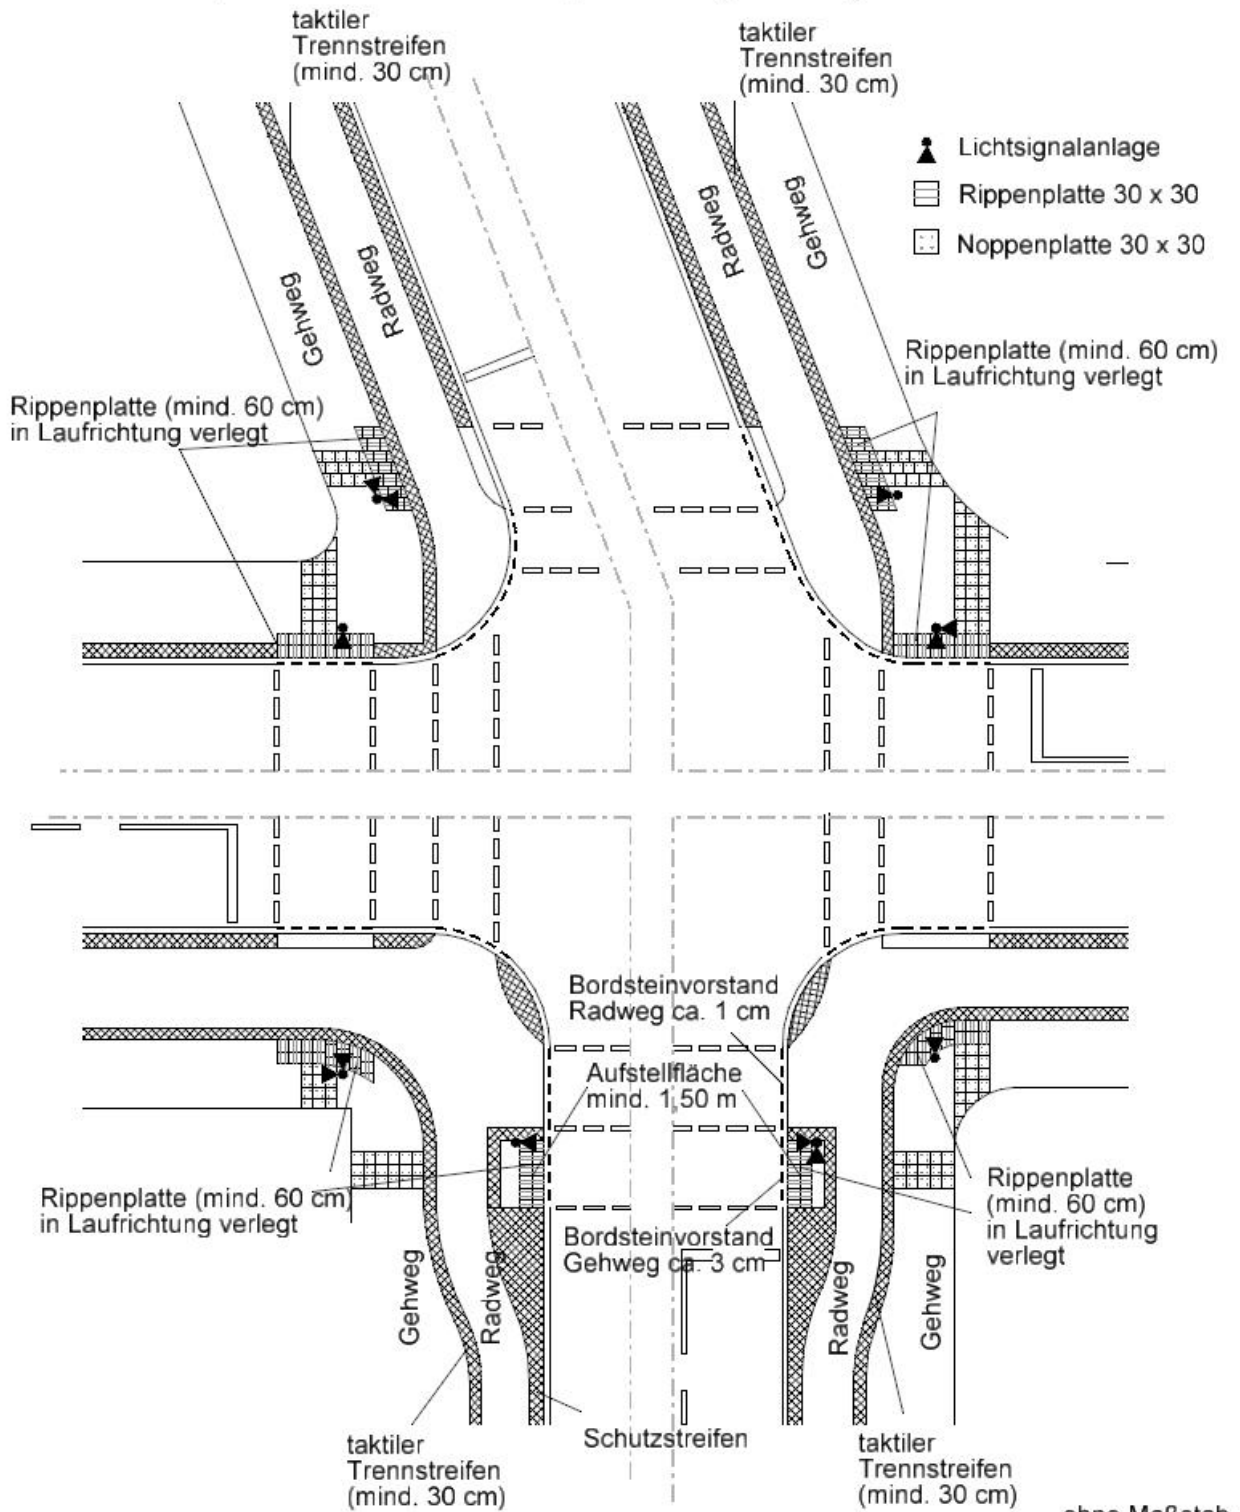 taktiler
Trennstreifen
(mind. 30 cm)
taktiler
Trennstreifen
(mind. 30 cm)
Lichtsignalanlage
Rippenplatte 30 x 30
Noppenplatte 30 x 30
Gehweg
Radweg
Radweg
Gehweg
Rippenplatte (mind. 60 cm)
in Laufrichtung verlegt
Rippenplatte (mind. 60 cm)
in Laufrichtung verlegt
Bordsteinvorstand
Radweg ca. 1 cm
Aufstellfläche
mind. 1,50 m
Rippenplatte (mind. 60 cm)
in Laufrichtung verlegt
Rippenplatte
(mind. 60 cm)
in Laufrichtung
verlegt
Bordsteinvorstand
Gehweg ca. 3 cm
Gehweg
Radweg
Radweg
Gehweg
Schutzstreifen
taktiler
Trennstreifen
(mind. 30 cm)
taktiler
Trennstreifen
(mind. 30 cm)